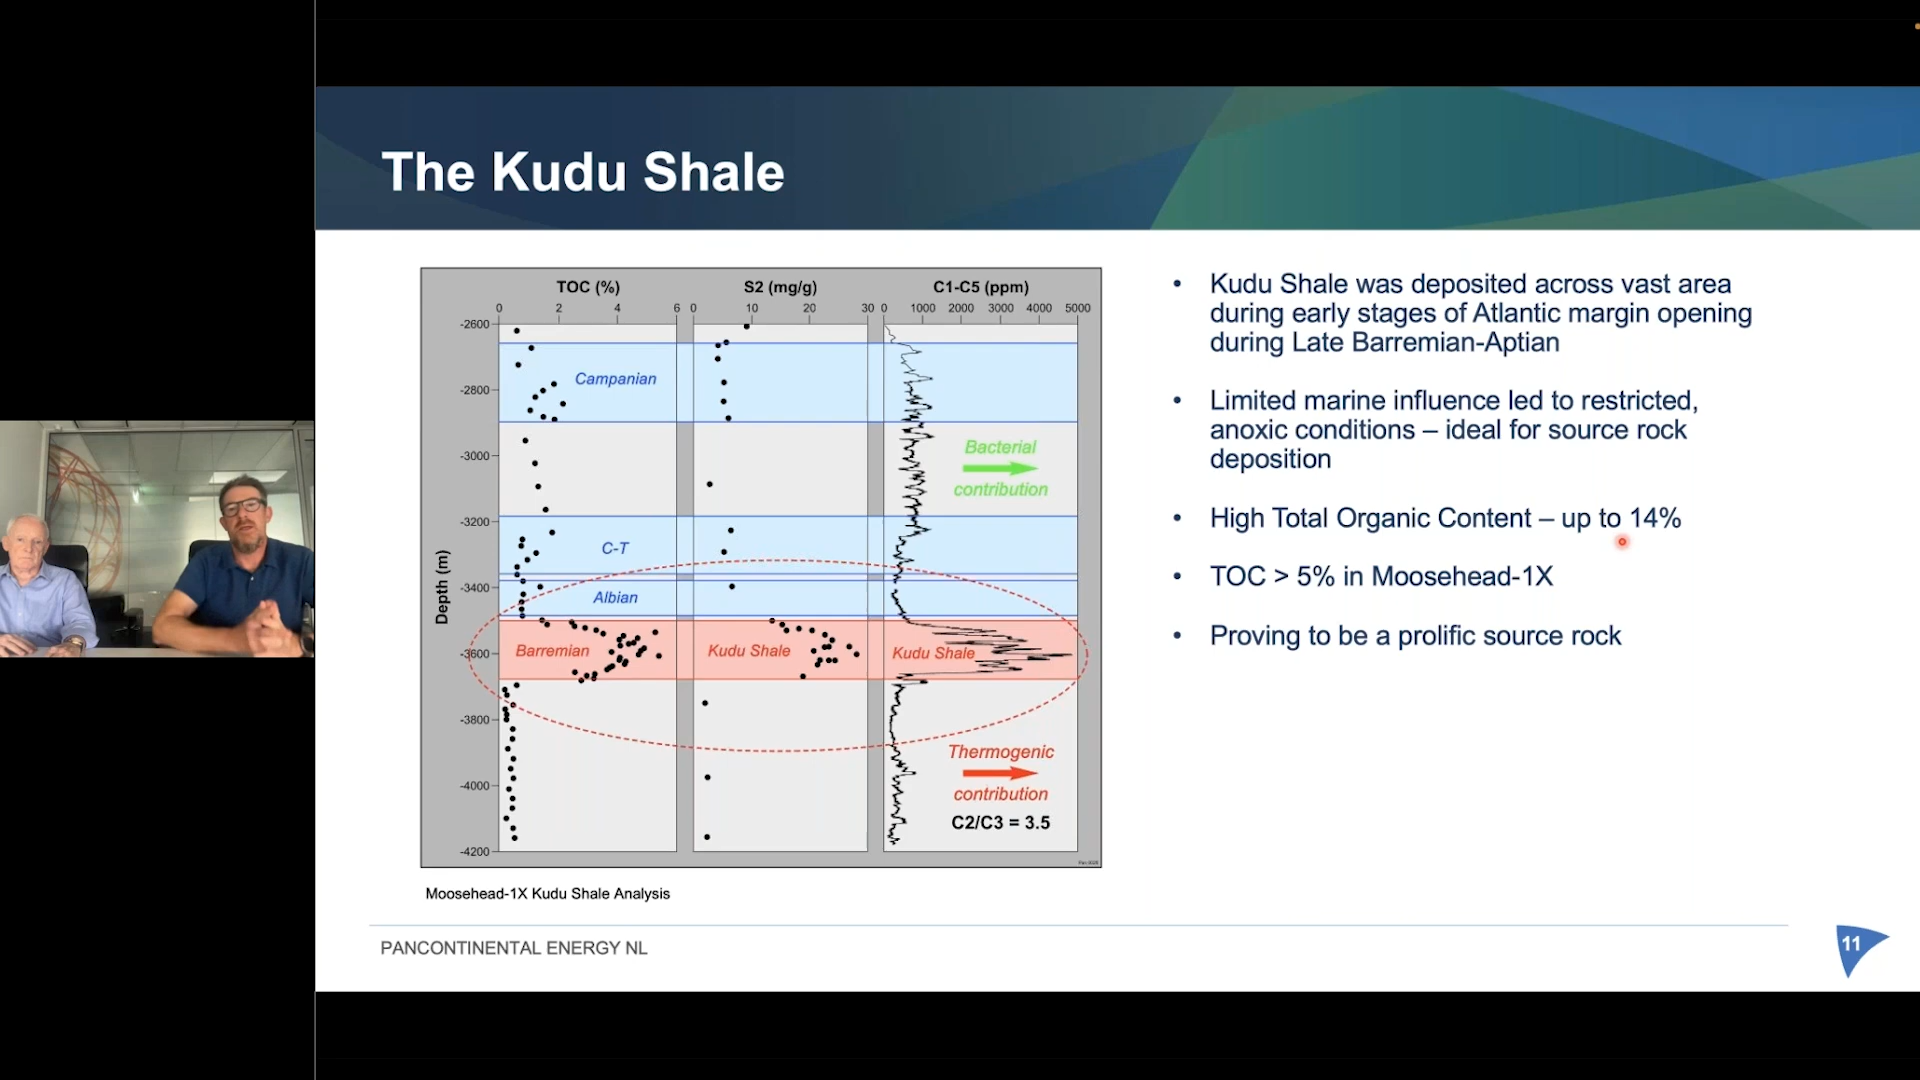 The Kudu Shale
TOC (%)
S2 (mg/g)
C1-C5 (ppm)
0 2 4 6 0 10 20 30 0 1000 2000 3000 4000 5000
-2600
-2800
-3000
-3200
-3400
-3600
-3800
-4000
-4200
Depth (m)
Campanian
Bacterial
contribution
C-T
Albian
Barremian
Kudu Shale
Kudu Shale
Thermogenic
contribution
C2/C3 = 3.5
Moosehead-1X Kudu Shale Analysis
• Kudu Shale was deposited across vast area
during early stages of Atlantic margin opening
during Late Barremian-Aptian
• Limited marine influence led to restricted,
anoxic conditions – ideal for source rock
deposition
• High Total Organic Content – up to 14%
• TOC > 5% in Moosehead-1X
• Proving to be a prolific source rock
PANCONTINENTAL ENERGY NL
11